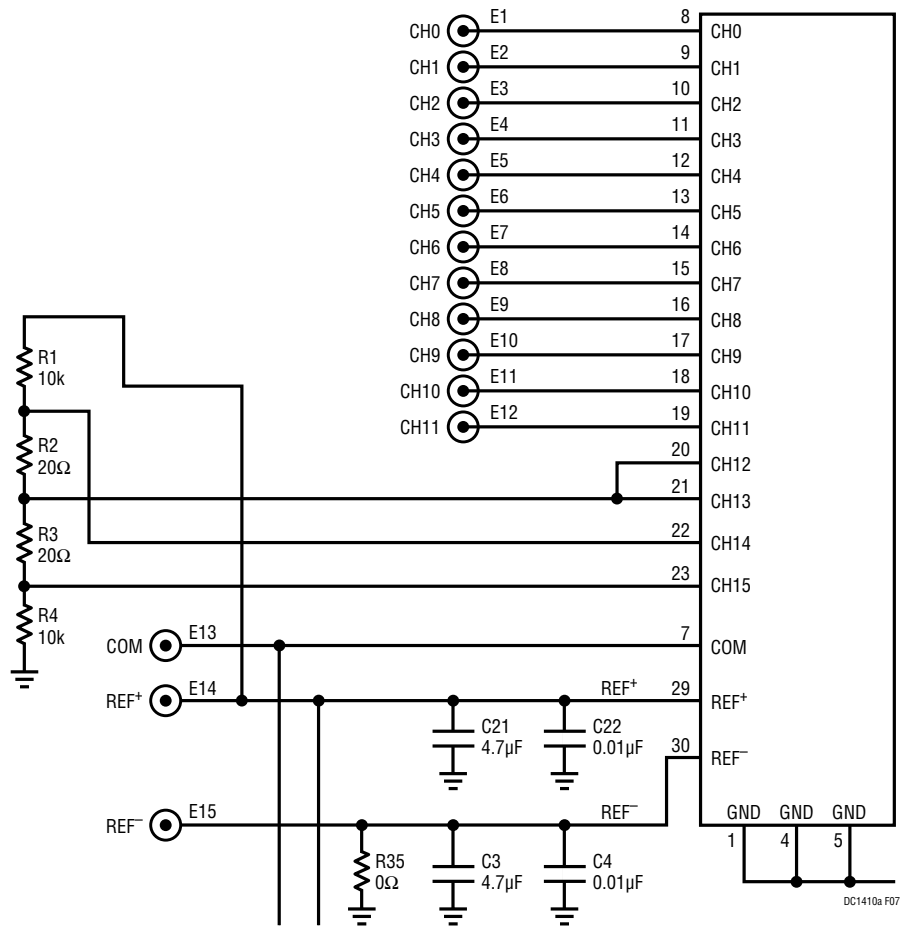 CH0 E1 8 CH0
CH1 E2 9 CH1
CH2 E3 10 CH2
CH3 E4 11 CH3
CH4 E5 12 CH4
CH5 E6 13 CH5
CH6 E7 14 CH6
CH7 E8 15 CH7
CH8 E9 16 CH8
CH9 E10 17 CH9
CH10 E11 18 CH10
CH11 E12 19 CH11
20 CH12
21 CH13
22 CH14
23 CH15
R1
10k
R2
20Ω
R3
20Ω
R4
10k
COM E13 7 COM
REF+ E14 REF+ 29 REF+
C21
4.7µF
C22
0.01µF
30 REF–
REF– E15 REF–
R35
0Ω
C3
4.7µF
C4
0.01µF
GND GND GND
1 4 5
DC1410a F07